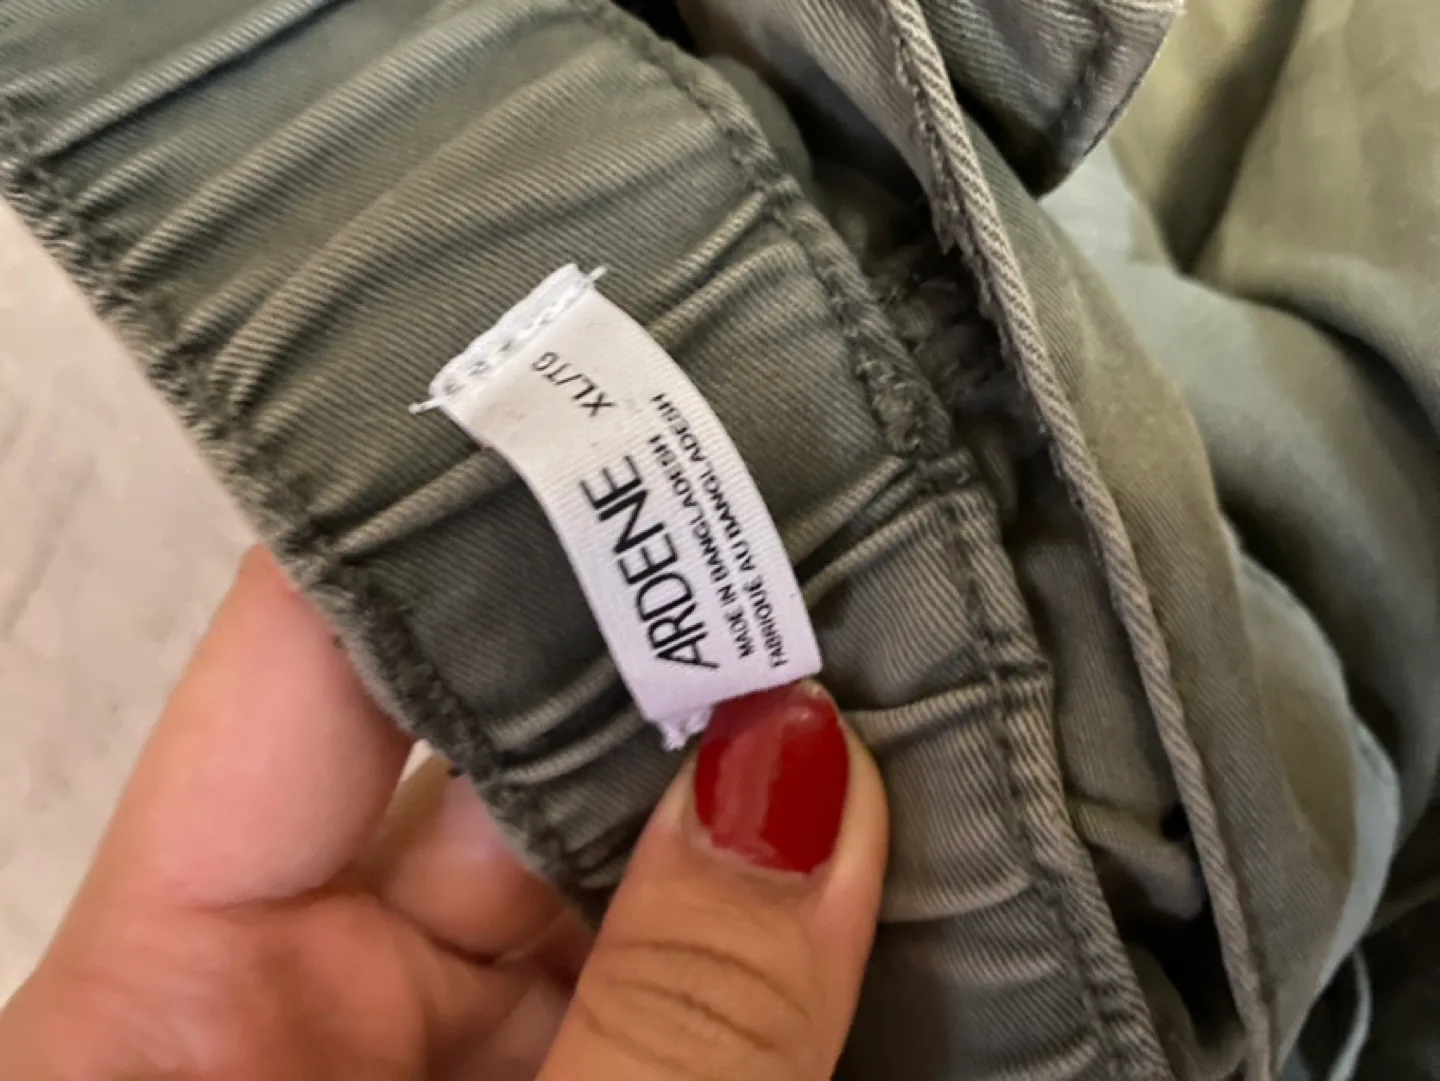 XL/TG
ARDENE
MADE IN BANGLADESH
FABRIQUÉ AU BANGLADESH